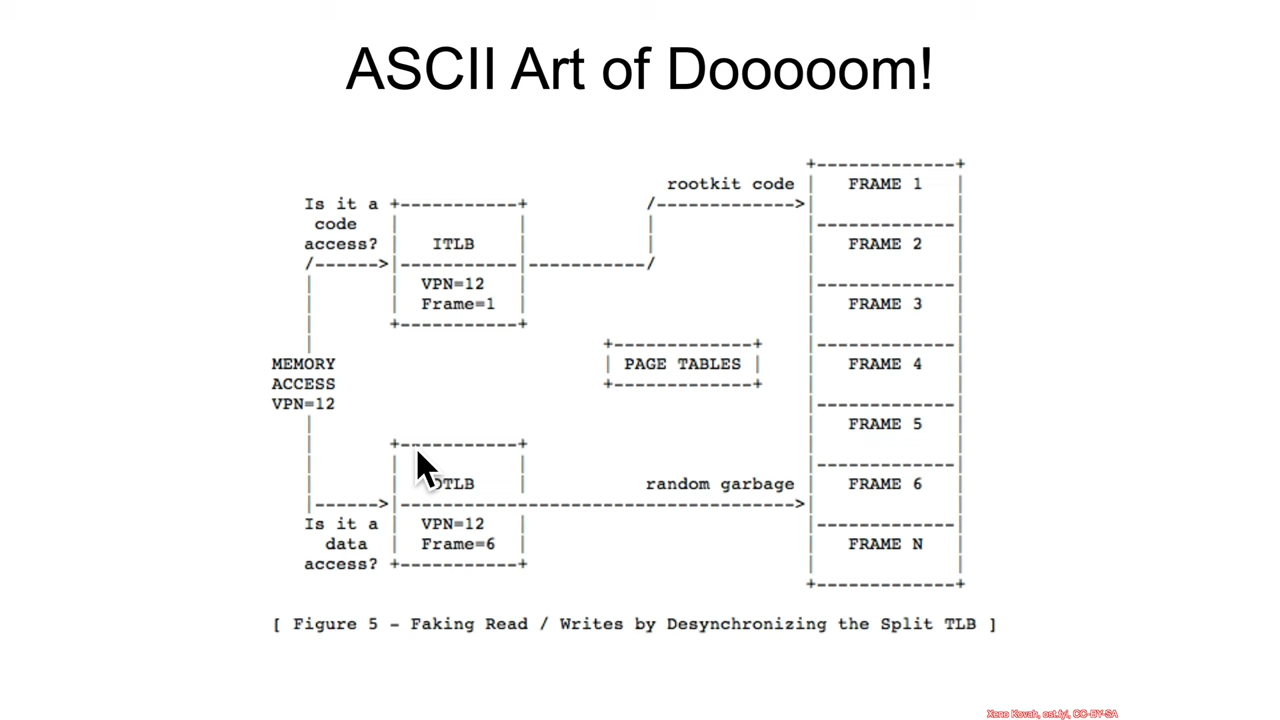 ASCII Art of Dooooom!
+-------------+
rootkit code | FRAME 1 |
Is it a +-----------+ /------------->| |
code | | | |-------------|
access? | ITLB | | | FRAME 2 |
/------>|-----------|-----------/ | |
| | VPN=12 | |-------------|
| | Frame=1 | | FRAME 3 |
| +-----------+ | |
| +-------------+ |-------------|
MEMORY | PAGE TABLES | | FRAME 4 |
ACCESS +-------------+ | |
VPN=12 |-------------|
| | FRAME 5 |
| +-----------+ | |
| | | |-------------|
| | DTLB | random garbage | FRAME 6 |
|------>|-------------------------------------->| |
Is it a | VPN=12 | |-------------|
data | Frame=6 | | FRAME N |
access? +-----------+ | |
+-------------+
[ Figure 5 - Faking Read / Writes by Desynchronizing the Split TLB ]
Xeno Kovah, ost.fyi, CC-BY-SA